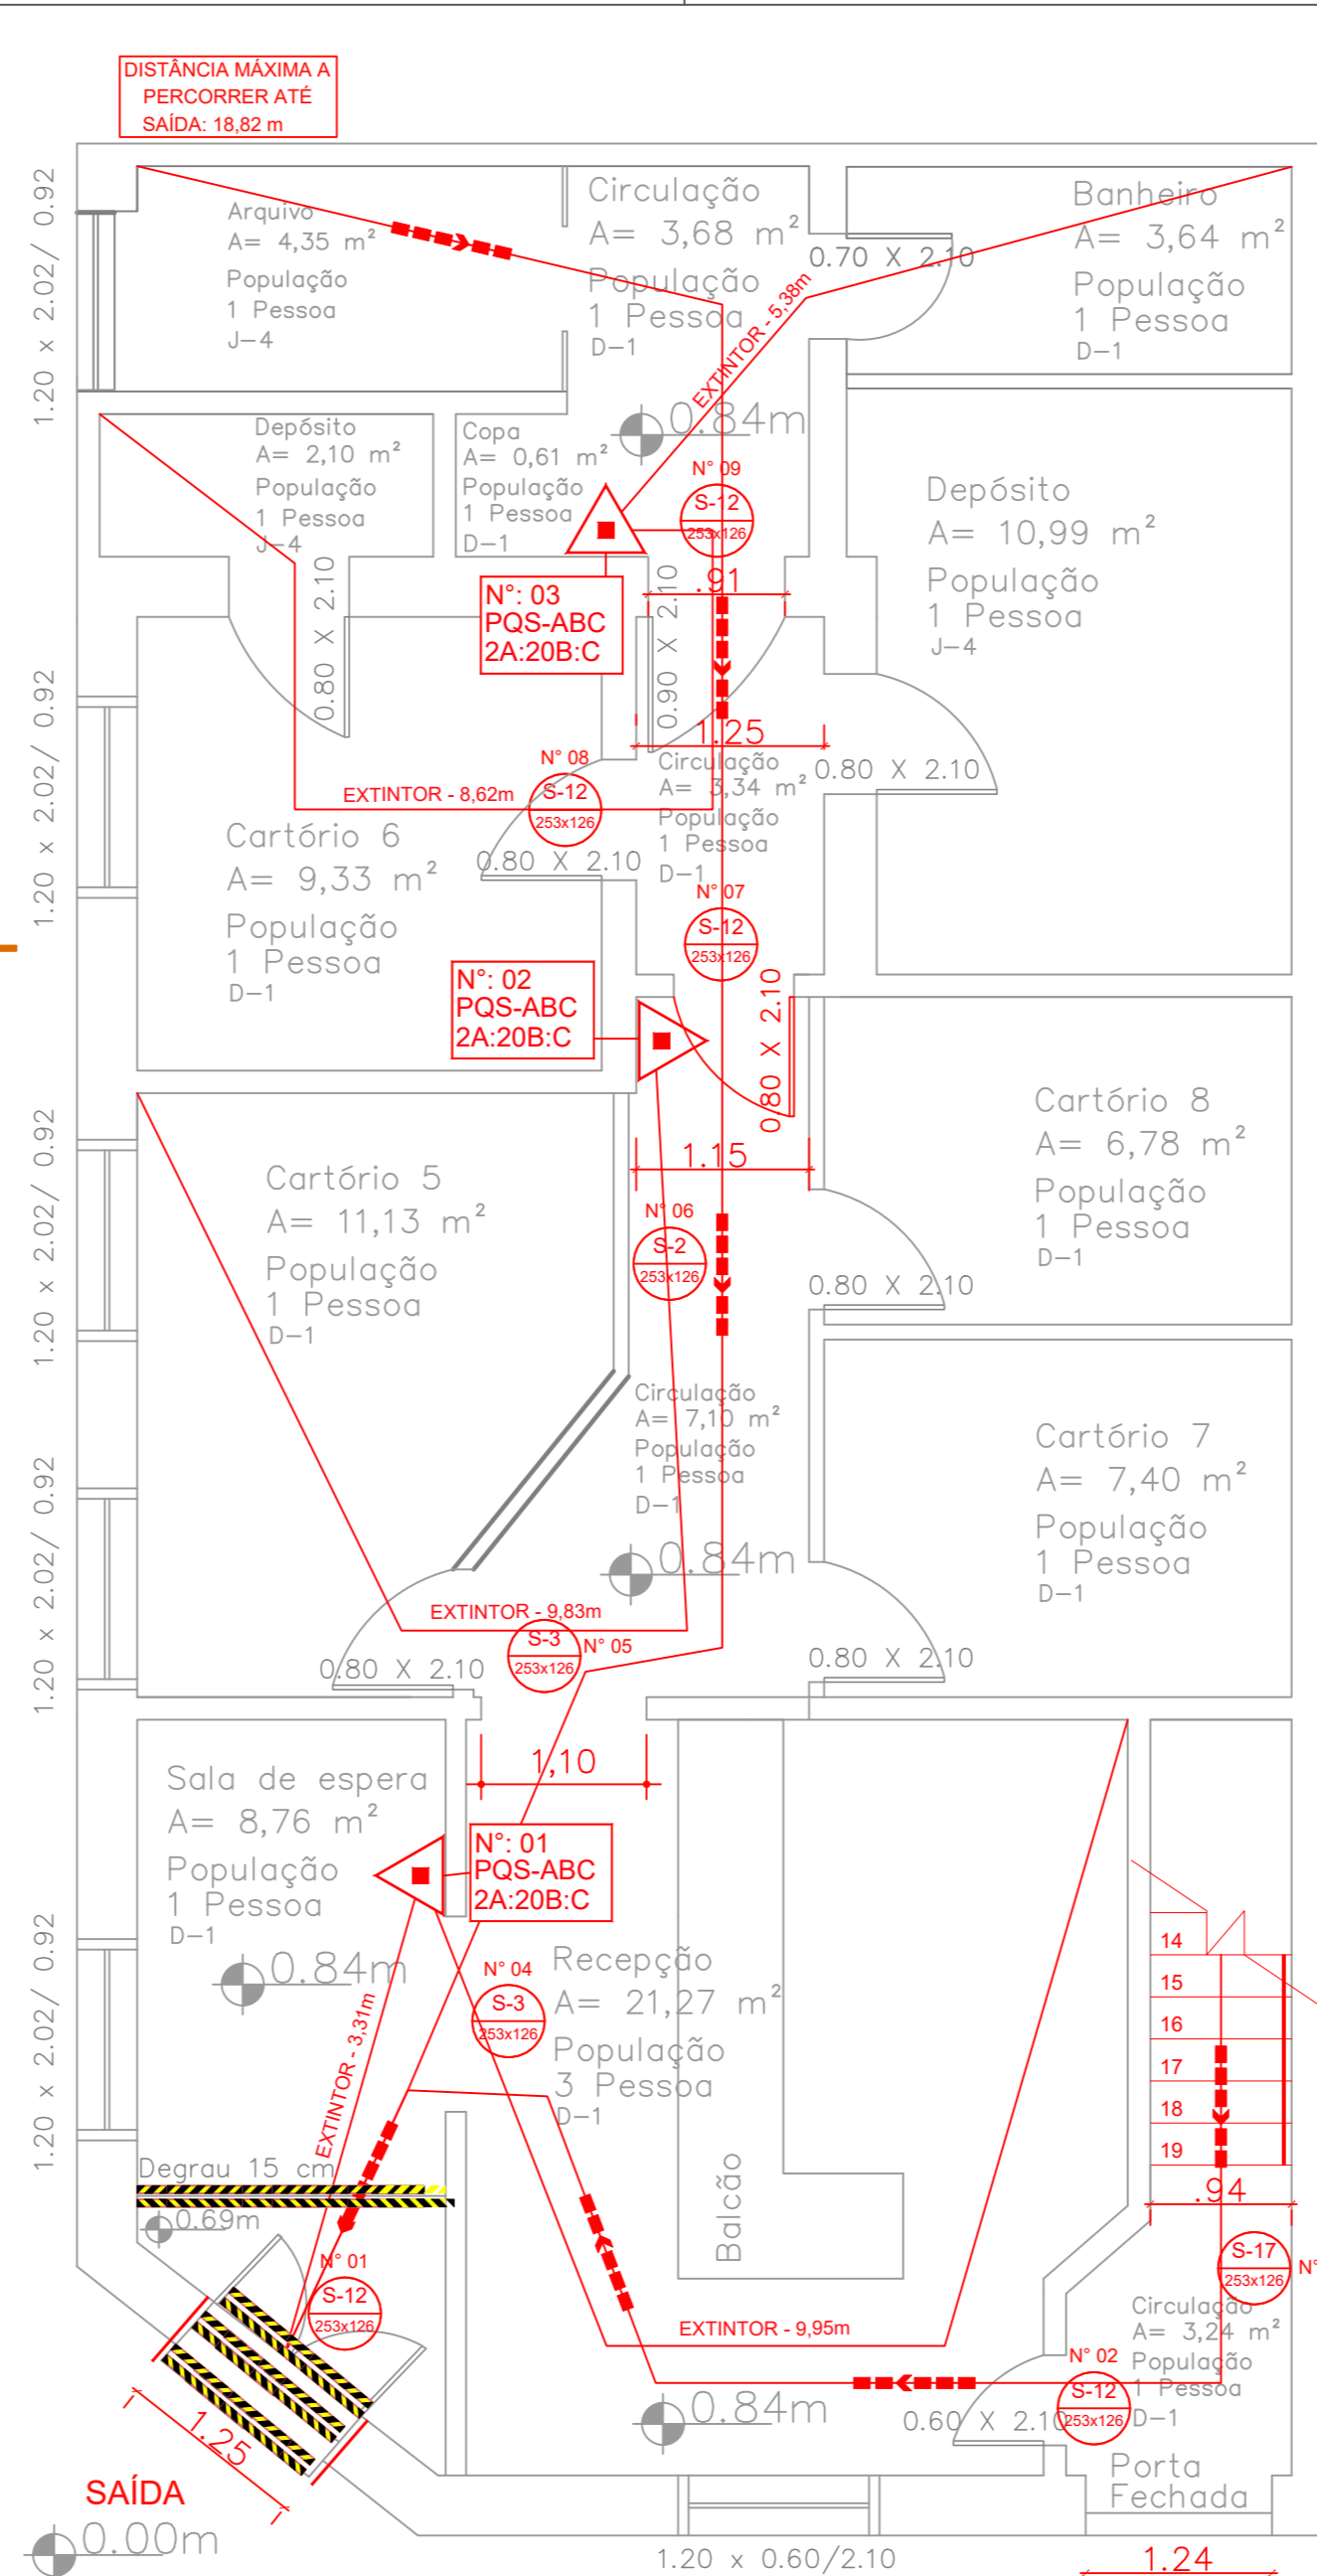 DISTÂNCIA MÁXIMA A
PERCORRER ATÉ
SAÍDA: 18,82 m
1.20 x 2.02/ 0.92
Arquivo
A= 4,35 m²
População
1 Pessoa
J-4
Circulação
A= 3,68 m²
População
1 Pessoa
D-1
0.70 X 2.10
Banheiro
A= 3,64 m²
População
1 Pessoa
D-1
EXTINTOR - 5,38m
0.84m
Depósito
A= 2,10 m²
População
1 Pessoa
J-4
Copa
A= 0,61 m²
População
1 Pessoa
D-1
N° 09
S-12
253x126
Depósito
A= 10,99 m²
População
1 Pessoa
J-4
0.80 X 2.10
N°: 03
PQS-ABC
2A:20B:C
.91
0.90 X 2.10
1.25
1.20 x 2.02/ 0.92
N° 08
S-12
253x126
EXTINTOR - 8,62m
Circulação
A= 3,34 m²
População
1 Pessoa
D-1
0.80 X 2.10
Cartório 6
A= 9,33 m²
População
1 Pessoa
D-1
0.80 X 2.10
N° 07
S-12
253x126
N°: 02
PQS-ABC
2A:20B:C
0.80 X 2.10
1.15
Cartório 8
A= 6,78 m²
População
1 Pessoa
D-1
1.20 x 2.02/ 0.92
Cartório 5
A= 11,13 m²
População
1 Pessoa
D-1
N° 06
S-2
253x126
0.80 X 2.10
Circulação
A= 7,10 m²
População
1 Pessoa
D-1
Cartório 7
A= 7,40 m²
População
1 Pessoa
D-1
1.20 x 2.02/ 0.92
0.84m
EXTINTOR - 9,83m
S-3
253x126
N° 05
0.80 X 2.10
0.80 X 2.10
1,10
Sala de espera
A= 8,76 m²
População
1 Pessoa
D-1
N°: 01
PQS-ABC
2A:20B:C
1.20 x 2.02/ 0.92
0.84m
EXTINTOR - 3,31m
N° 04
S-3
253x126
Recepção
A= 21,27 m²
População
3 Pessoa
D-1
14
15
16
17
18
19
.94
Balcão
Degrau 15 cm
0.69m
N° 01
S-12
253x126
S-17
253x126
N°
EXTINTOR - 9,95m
Circulação
A= 3,24 m²
População
1 Pessoa
D-1
N° 02
S-12
253x126
0.84m
0.60 X 2.10
Porta
Fechada
1.25
SAÍDA
0.00m
1.20 x 0.60/2.10
1.24